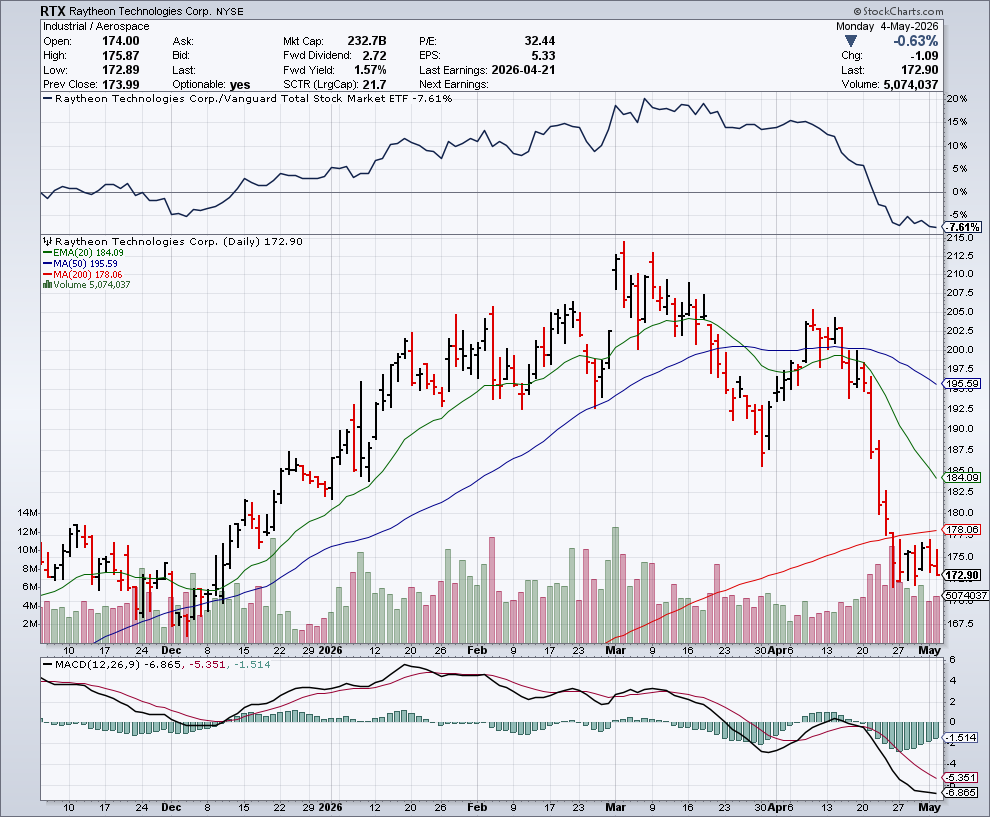 RTX Raytheon Technologies Corp. NYSE © StockCharts.com
Industrial / Aerospace Monday 4-May-2026
Open: 174.00 Ask: Mkt Cap: 232.7B P/E: 32.44 -0.63%
High: 175.87 Bid: Fwd Dividend: 2.72 EPS: 5.33 Chg: -1.09
Low: 172.89 Last: Fwd Yield: 1.57% Last Earnings: 2026-04-21 Last: 172.90
Prev Close: 173.99 Optionable: yes SCTR (LrgCap): 21.7 Next Earnings: Volume: 5,074,037
Raytheon Technologies Corp./Vanguard Total Stock Market ETF -7.61%
20%
15%
10%
5%
0%
-5%
-7.61%
Raytheon Technologies Corp. (Daily) 172.90
EMA(20) 184.09
MA(50) 195.59
MA(200) 178.06
Volume 5,074,037
215.0
212.5
210.0
207.5
205.0
202.5
200.0
197.5
195.59
192.5
190.0
187.5
185.0
184.09
182.5
180.0
178.06
175.0
172.90
5074037
167.5
14M
12M
10M
8M
6M
4M
2M
10 17 24 Dec 8 15 22 29 2026 12 20 26 Feb 9 17 23 Mar 9 16 23 30 Apr 6 13 20 27 May
MACD(12,26,9) -6.865, -5.351, -1.514
6
4
2
0
-1.514
-2
-4
-5.351
-6.865
10 17 24 Dec 8 15 22 29 2026 12 20 26 Feb 9 17 23 Mar 9 16 23 30 Apr 6 13 20 27 May